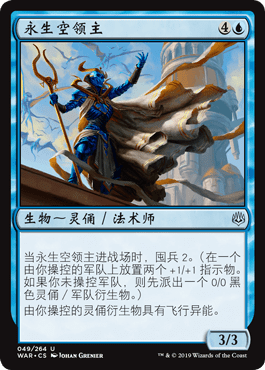 永生空领主 4
生物～灵俑 / 法术师
当永生空领主进战场时，囤兵 2。（在一个
由你操控的军队上放置两个 +1/+1 指示物。
如果你未操控军队，则先派出一个 0/0 黑
色灵俑 / 军队衍生物。）
由你操控的灵俑衍生物具有飞行异能。
3/3
049/264 U
WAR • CS JOHAN GRENIER
™ & © 2019 Wizards of the Coast